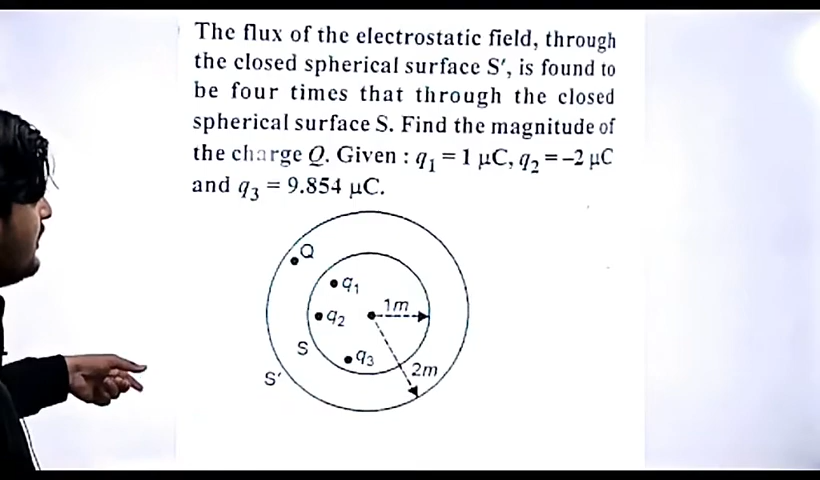 The flux of the electrostatic field, through
the closed spherical surface S′, is found to
be four times that through the closed
spherical surface S. Find the magnitude of
the charge Q. Given : q₁ = 1 μC, q₂ = –2 μC
and q₃ = 9.854 μC.
Q
q₁
1m
q₂
S
q₃
2m
S′